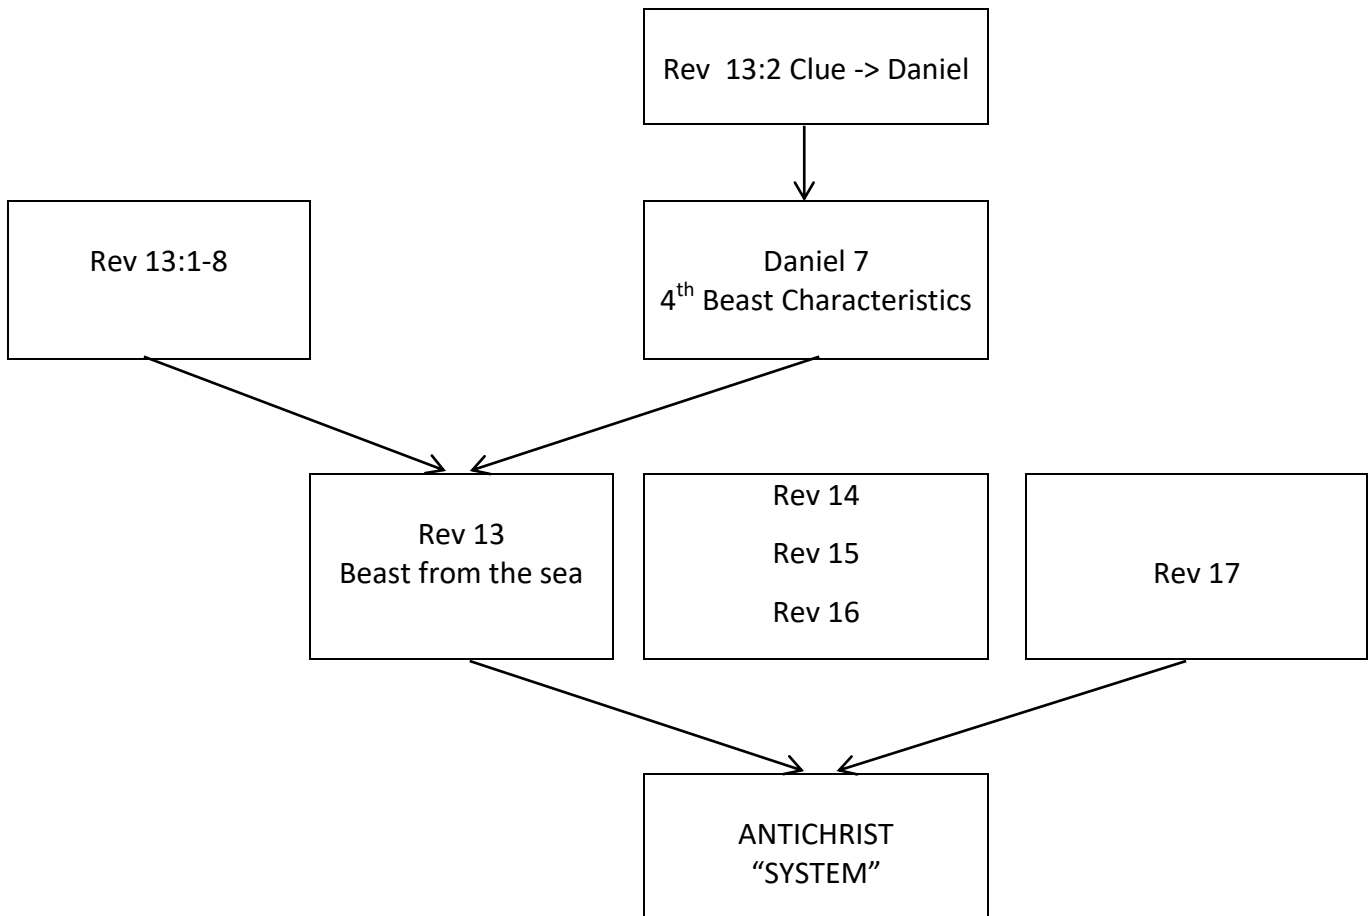 Rev 13:2 Clue -> Daniel
Rev 13:1-8
Daniel 7
4th Beast Characteristics
Rev 13
Beast from the sea
Rev 14
Rev 15
Rev 16
Rev 17
ANTICHRIST
“SYSTEM”